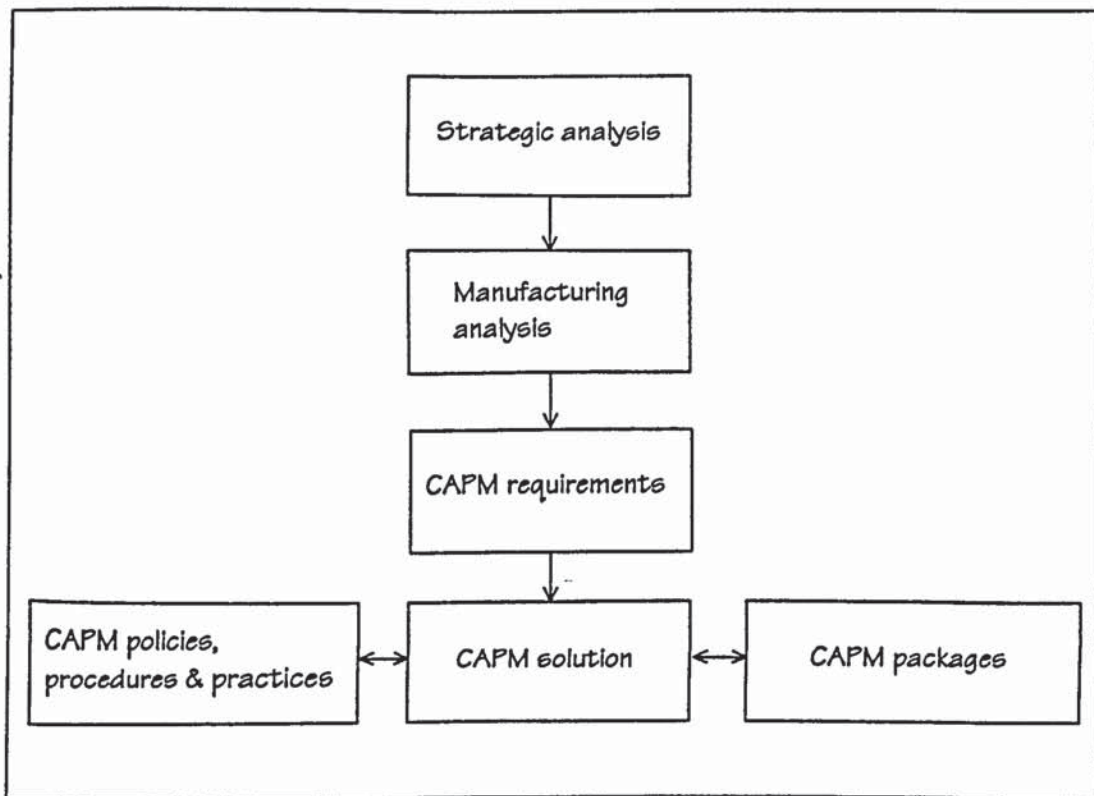 Strategic analysis
Manufacturing
analysis
CAPM requirements
CAPM policies,
procedures & practices
CAPM solution
CAPM packages